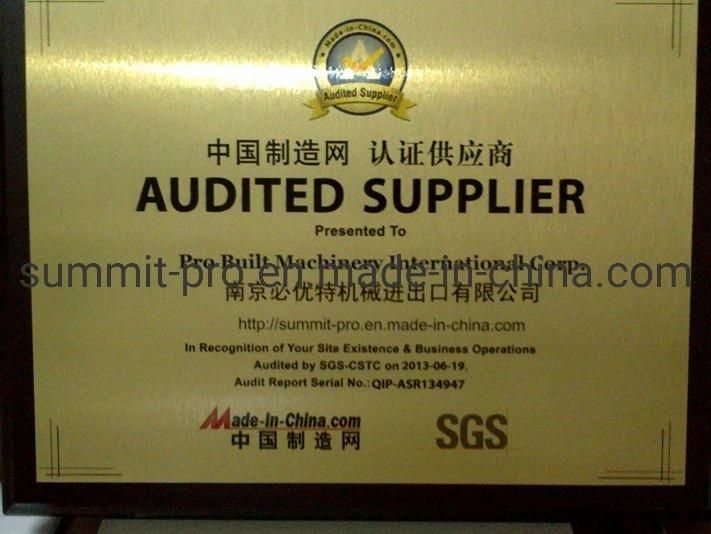 Made-in-China.com
Audited Supplier
中国制造网 认证供应商
AUDITED SUPPLIER
Presented To
Pro-Built Machinery International Corp.
summit-pro.en.made-in-china.com
南京必优特机械进出口有限公司
http://summit-pro.en.made-in-china.com
In Recognition of Your Site Existence & Business Operations
Audited by SGS-CSTC on 2013-06-19.
Audit Report Serial No.: QIP-ASR134947
Made-in-China.com
中国制造网
SGS